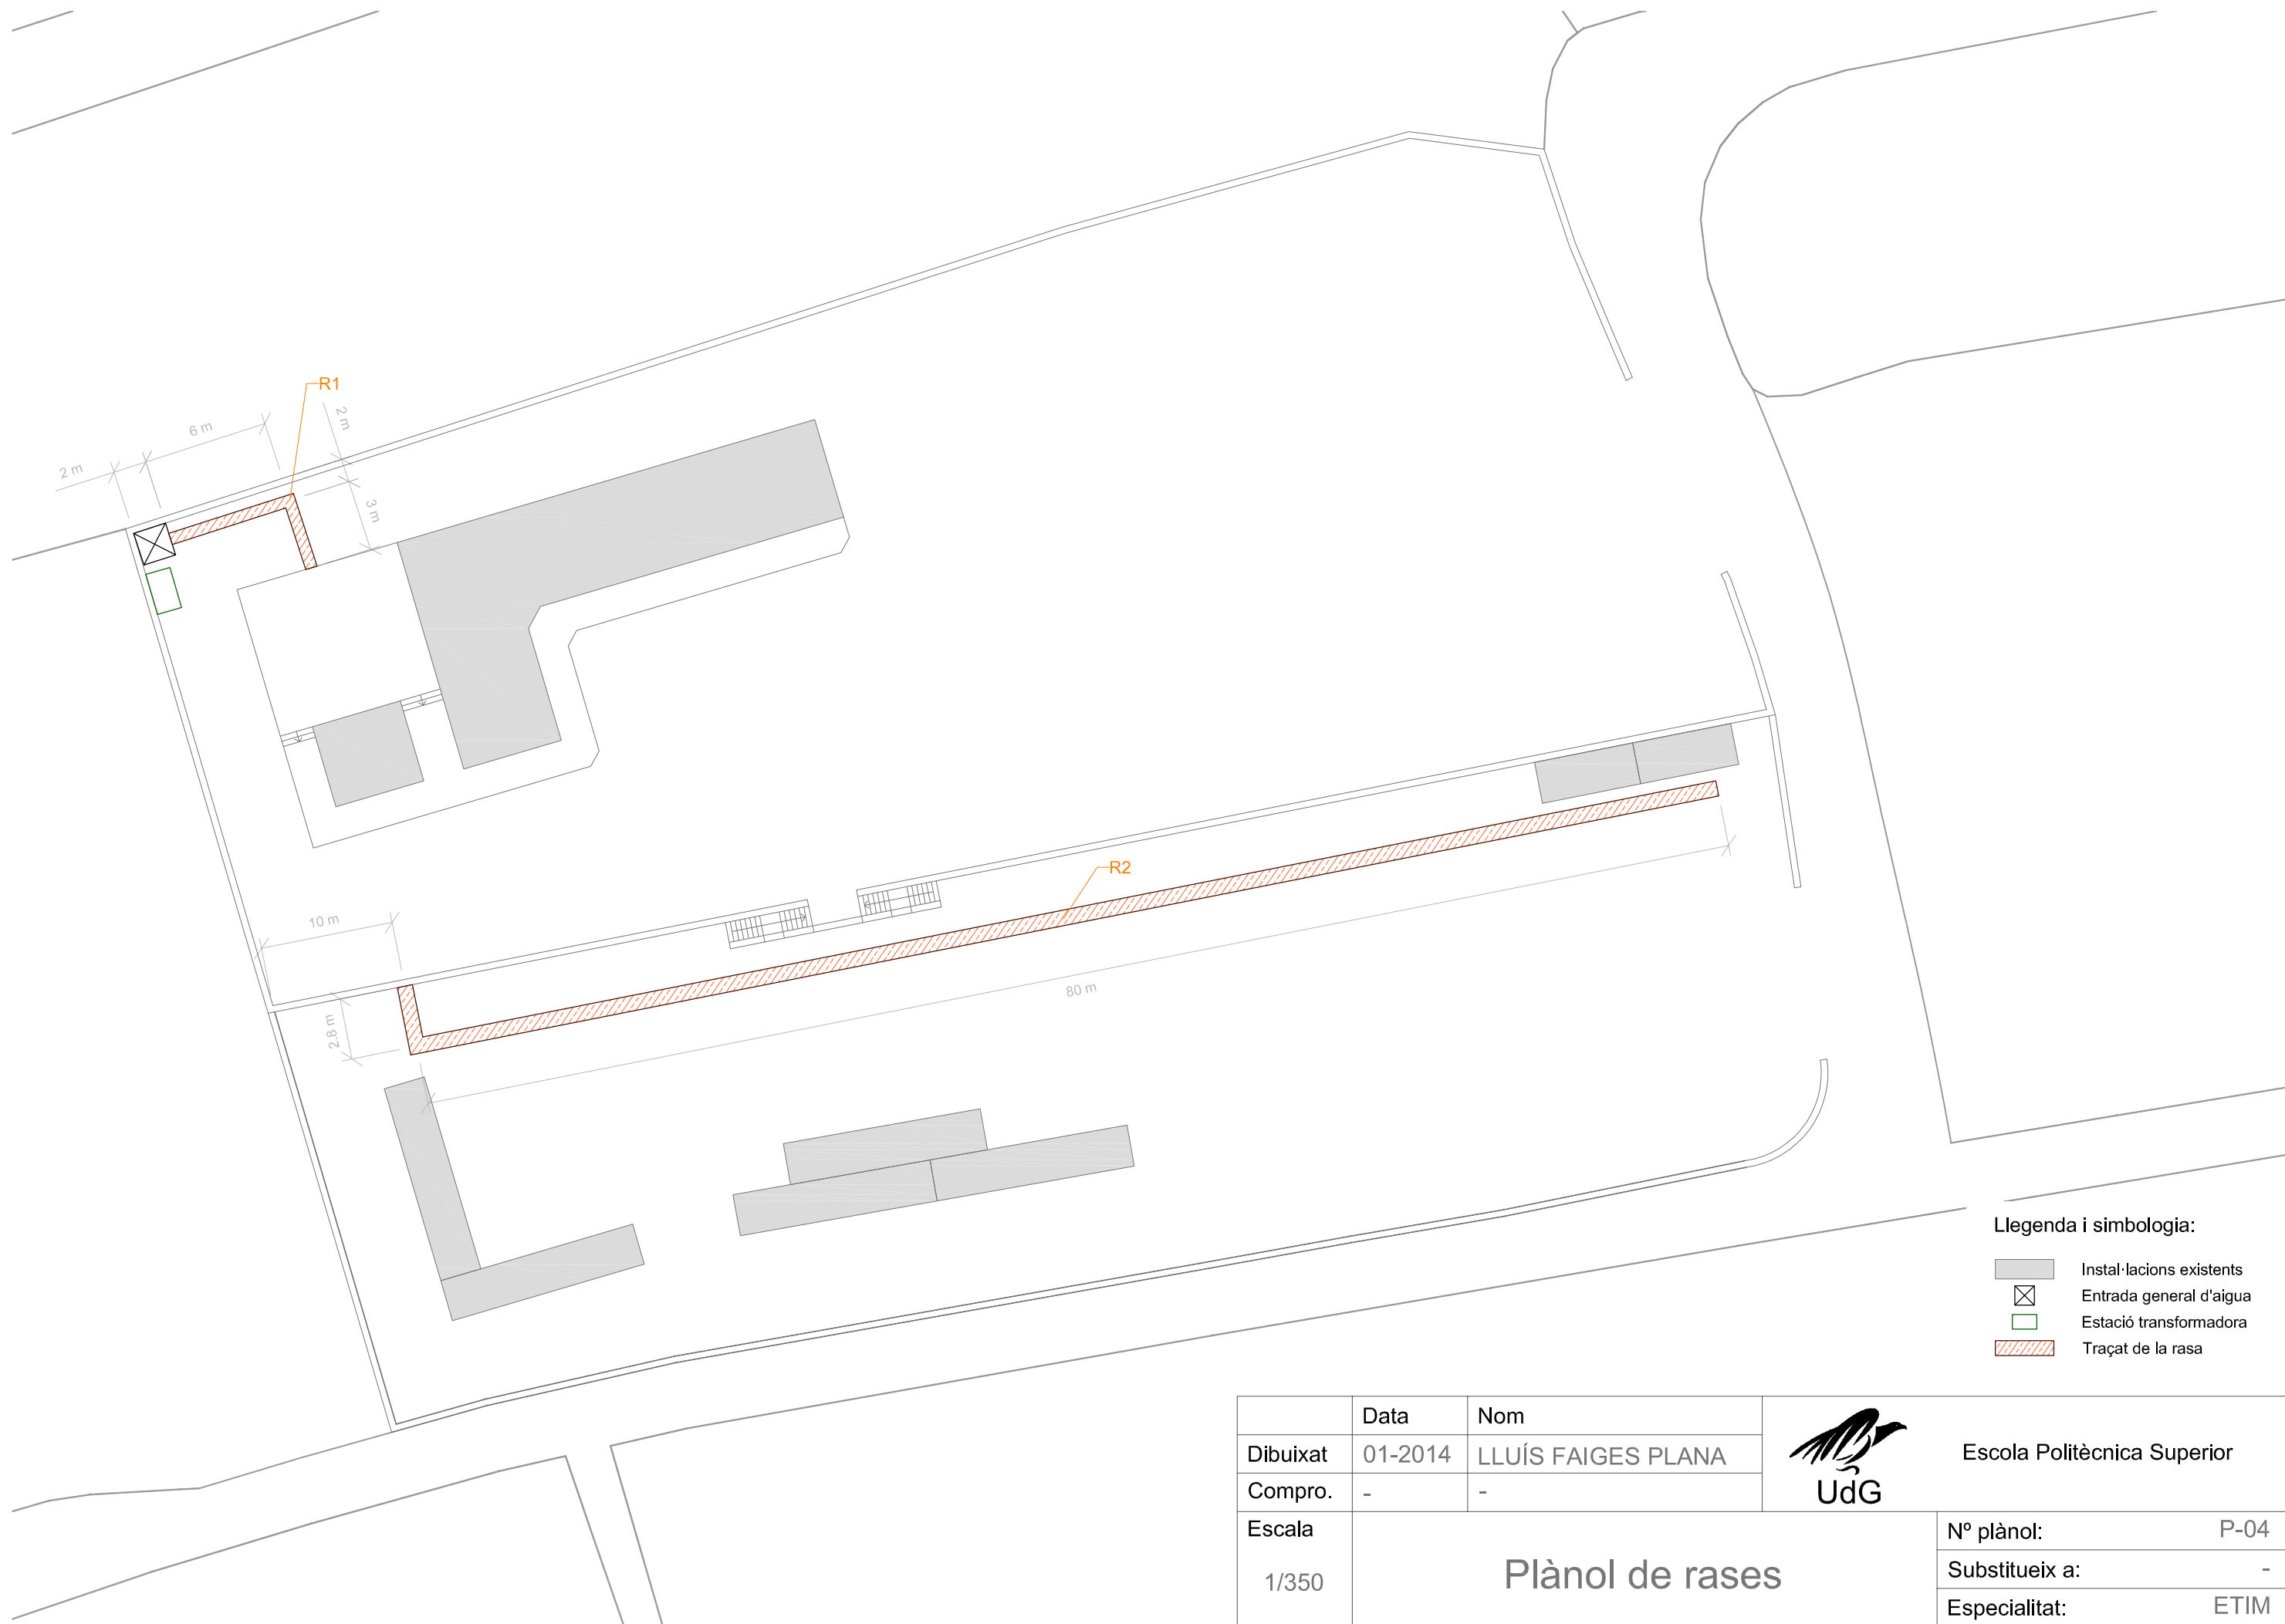 R1
2 m
6 m
2 m
3 m
R2
10 m
80 m
2.8 m
Llegenda i simbologia:
Instal·lacions existents
Entrada general d'aigua
Estació transformadora
Traçat de la rasa
Data Nom
Dibuixat 01-2014 LLUÍS FAIGES PLANA
Compro. - -
UdG
Escola Politècnica Superior
Escala
1/350
Plànol de rases
Nº plànol: P-04
Substitueix a: -
Especialitat: ETIM